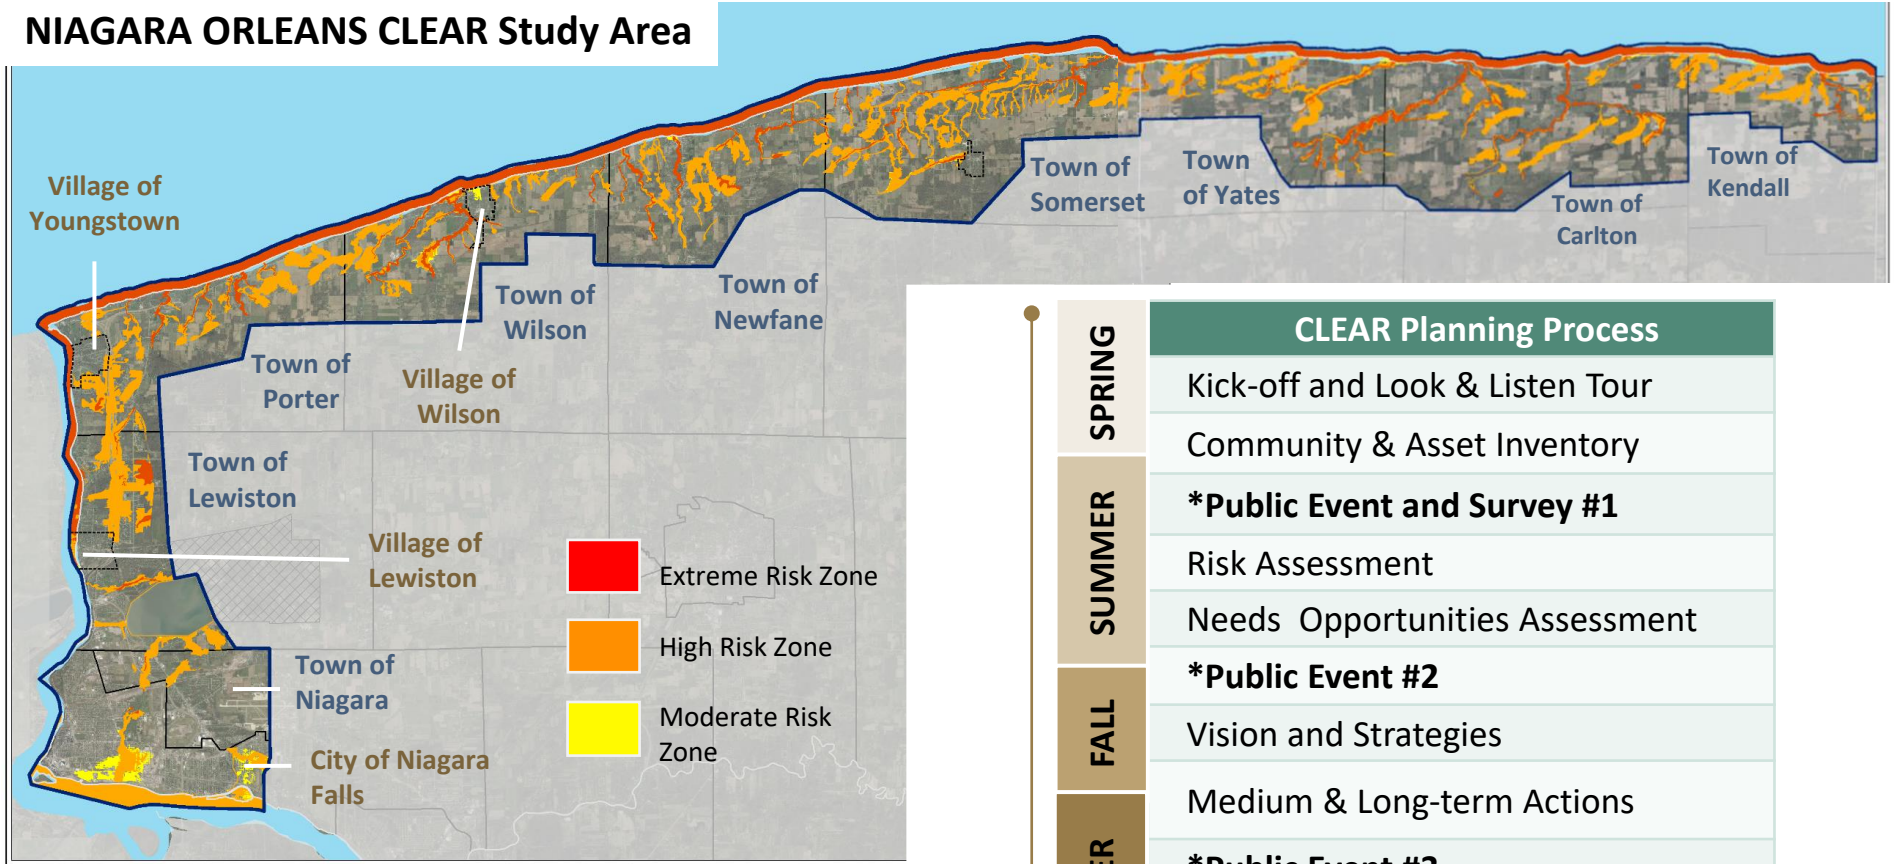 NIAGARA ORLEANS CLEAR Study Area
Village of
Youngstown
Town of
Porter
Village of
Wilson
Town of
Wilson
Town of
Newfane
Town of
Somerset
Town
of Yates
Town of
Carlton
Town of
Kendall
Town of
Lewiston
Village of
Lewiston
Town of
Niagara
City of Niagara
Falls
Extreme Risk Zone
High Risk Zone
Moderate Risk
Zone
CLEAR Planning Process
SPRING
Kick-off and Look & Listen Tour
Community & Asset Inventory
SUMMER
*Public Event and Survey #1
Risk Assessment
Needs  Opportunities Assessment
FALL
*Public Event #2
Vision and Strategies
Medium & Long-term Actions
ER
*Public Event #3